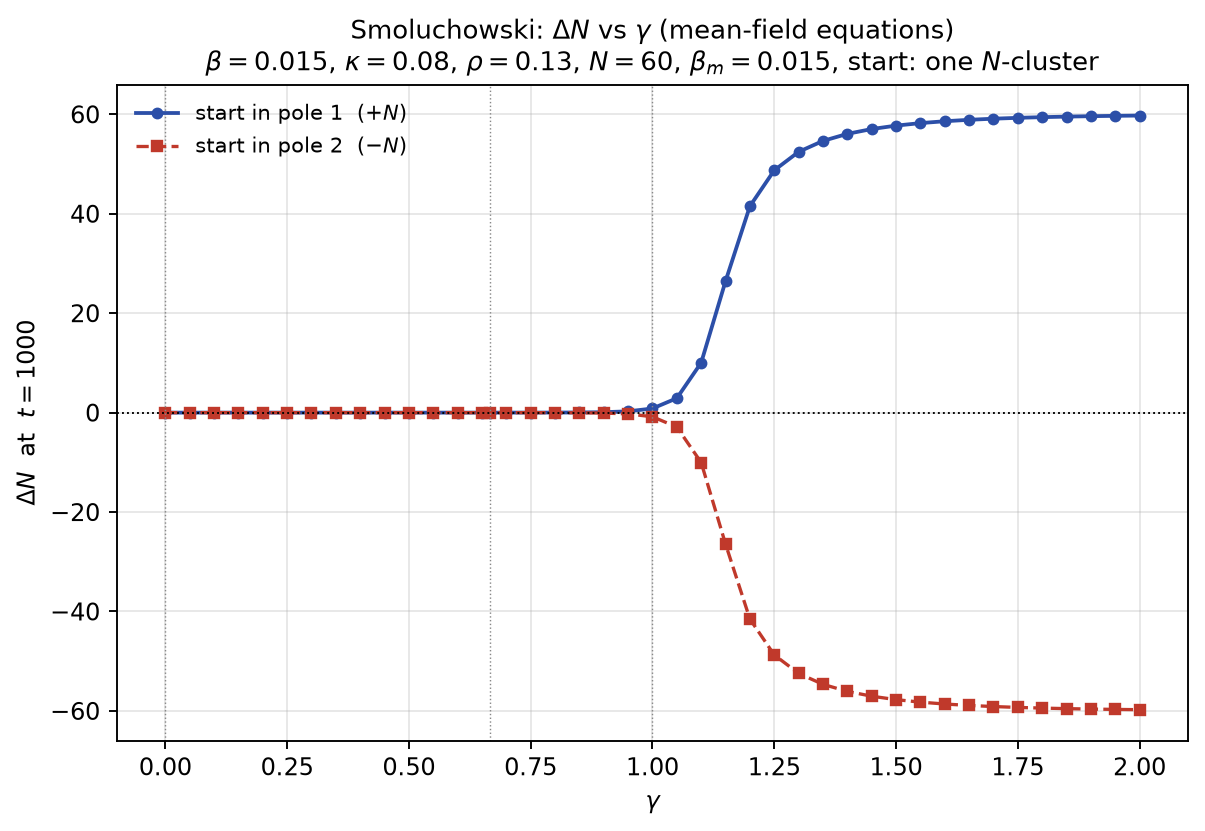 Smoluchowski: ΔN vs γ (mean-field equations)
β = 0.015, κ = 0.08, ρ = 0.13, N = 60, βₘ = 0.015, start: one N-cluster
start in pole 1 (+N)
start in pole 2 (−N)
60
40
20
0
−20
−40
−60
ΔN at t = 1000
0.00 0.25 0.50 0.75 1.00 1.25 1.50 1.75 2.00
γ